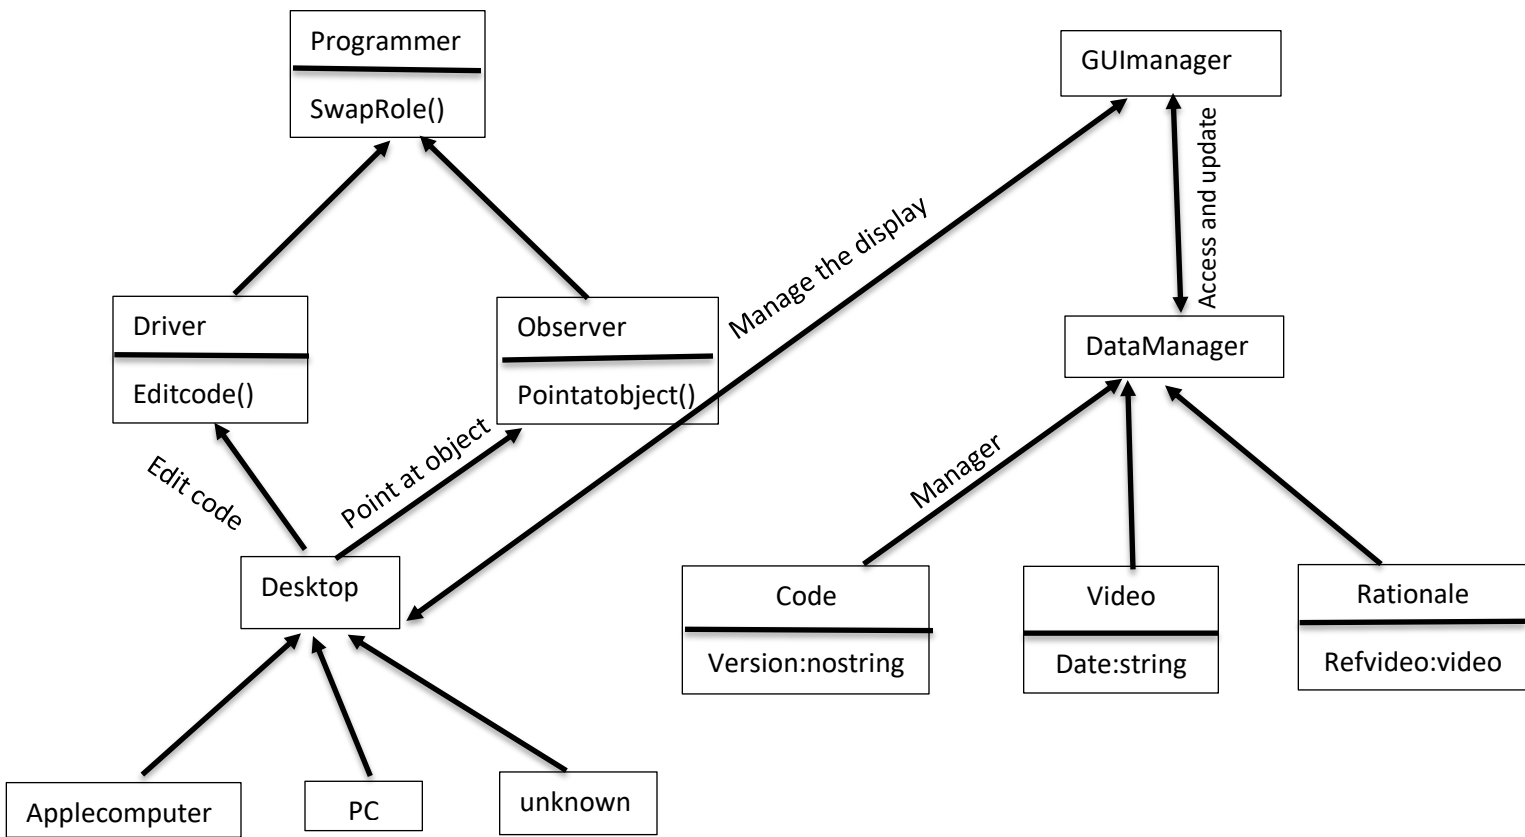 Programmer
SwapRole()
GUImanager
Access and update
Manage the display
Driver
Editcode()
Observer
Pointatobject()
DataManager
Edit code
Point at object
Manager
Desktop
Code
Version:nostring
Video
Date:string
Rationale
Refvideo:video
Applecomputer
PC
unknown